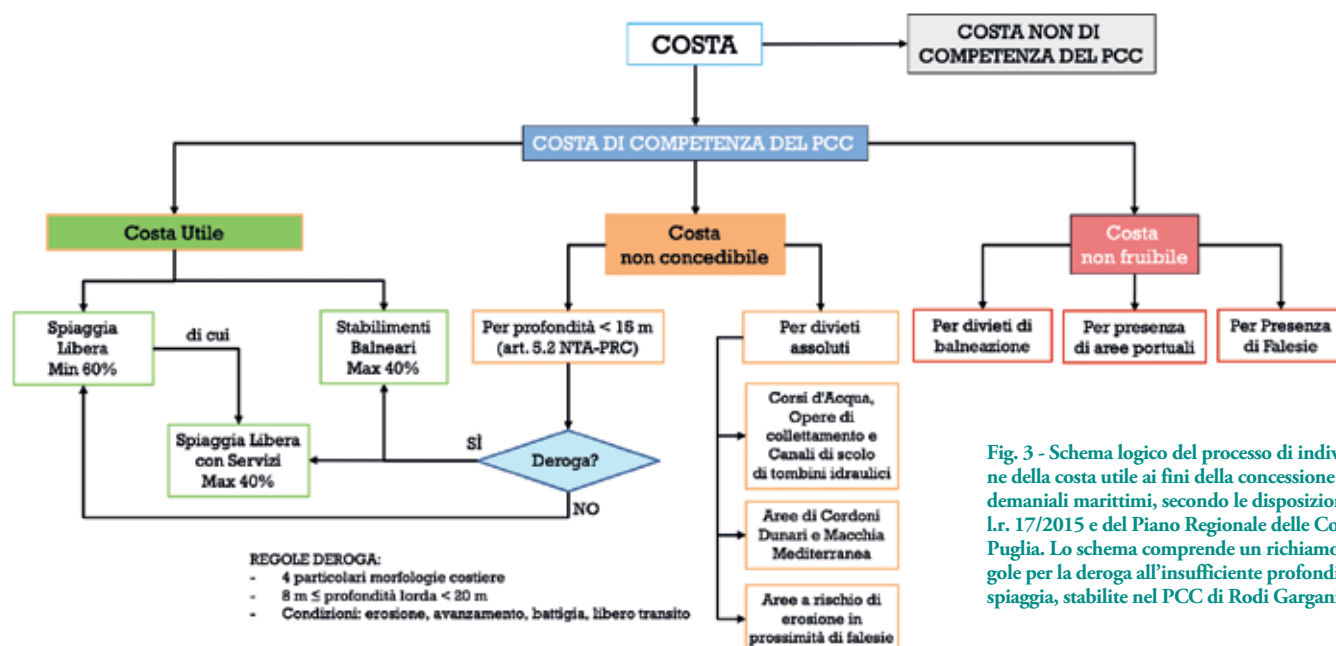 COSTA
COSTA NON DI
COMPETENZA DEL PCC
COSTA DI COMPETENZA DEL PCC
Costa Utile
Costa
non concedibile
Costa
non fruibile
Spiaggia
Libera
Min 60%
di cui
Stabilimenti
Balneari
Max 40%
Per profondità < 15 m
(art. 5.2 NTA-PRC)
Per divieti
assoluti
Per divieti di
balneazione
Per presenza
di aree portuali
Per Presenza
di Falesie
Spiaggia Libera
con Servizi
Max 40%
SÌ
Deroga?
NO
Corsi d'Acqua,
Opere di
collettamento e
Canali di scolo
di tombini idraulici
Aree di Cordoni
Dunari e Macchia
Mediterranea
Aree a rischio di
erosione in
prossimità di falesie
REGOLE DEROGA:
- 4 particolari morfologie costiere
- 8 m ≤ profondità lorda < 20 m
- Condizioni: erosione, avanzamento, battigia, libero transito
Fig. 3 - Schema logico del processo di indiv
ne della costa utile ai fini della concessione
demaniali marittimi, secondo le disposizion
l.r. 17/2015 e del Piano Regionale delle Co
Puglia. Lo schema comprende un richiamo
gole per la deroga all'insufficiente profondi
spiaggia, stabilite nel PCC di Rodi Gargani